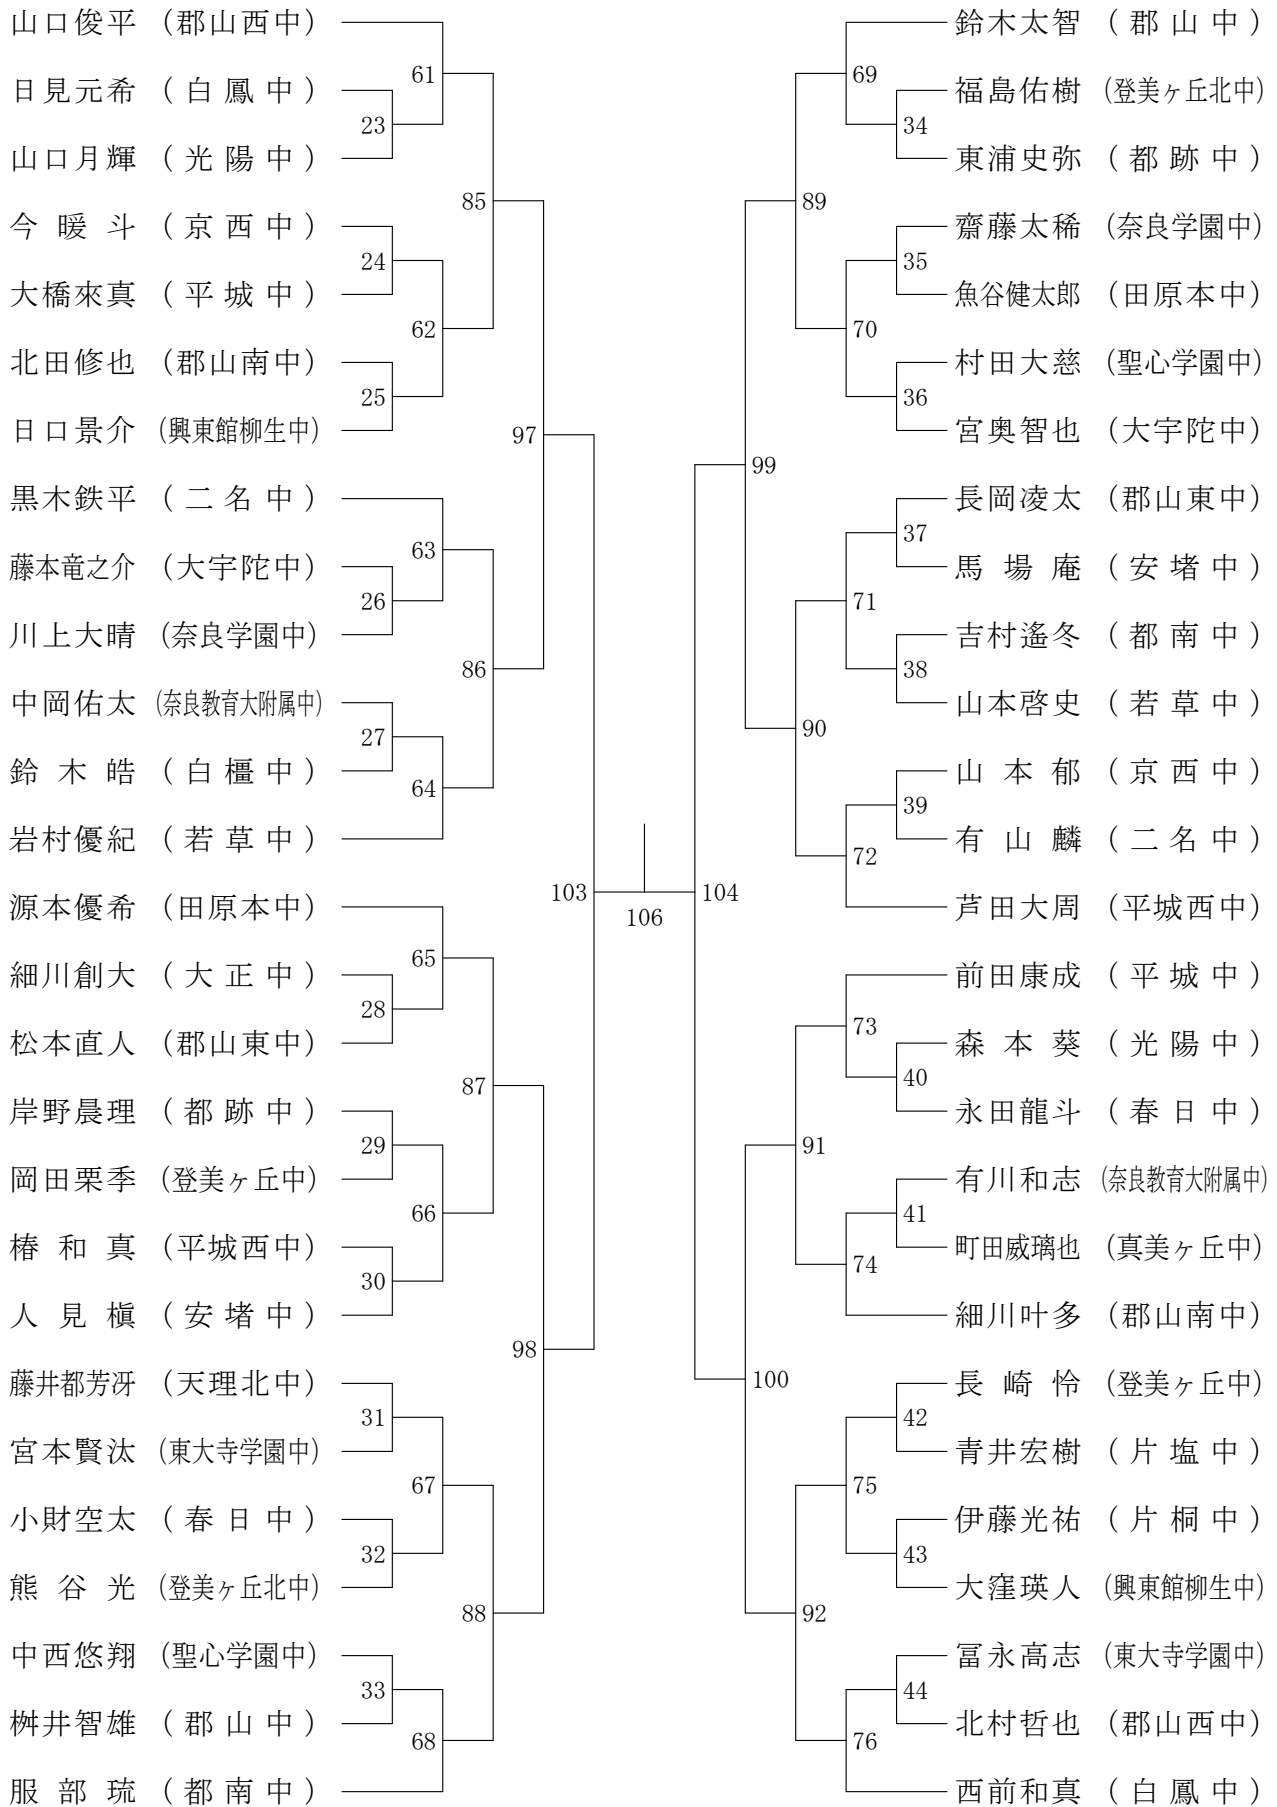 山口俊平 (郡山西中)
日見元希 (白鳳中)
山口月輝 (光陽中)
今暖斗 (京西中)
大橋來真 (平城中)
北田修也 (郡山南中)
日口景介 (興東館柳生中)
黒木鉄平 (二名中)
藤本竜之介 (大宇陀中)
川上大晴 (奈良学園中)
中岡佑太 (奈良教育大附属中)
鈴木皓 (白橿中)
岩村優紀 (若草中)
源本優希 (田原本中)
細川創大 (大正中)
松本直人 (郡山東中)
岸野晨理 (都跡中)
岡田栗季 (登美ヶ丘中)
椿和真 (平城西中)
人見槇 (安堵中)
藤井都芳冴 (天理北中)
宮本賢汰 (東大寺学園中)
小財空太 (春日中)
熊谷光 (登美ヶ丘北中)
中西悠翔 (聖心学園中)
桝井智雄 (郡山中)
服部琉 (都南中)
23
24
25
26
27
28
29
30
31
32
33
61
62
63
64
65
66
67
68
85
86
87
88
97
98
103
106
104
99
100
89
90
91
92
69
70
71
72
73
74
75
76
34
35
36
37
38
39
40
41
42
43
44
鈴木太智 (郡山中)
福島佑樹 (登美ヶ丘北中)
東浦史弥 (都跡中)
齋藤太稀 (奈良学園中)
魚谷健太郎 (田原本中)
村田大慈 (聖心学園中)
宮奥智也 (大宇陀中)
長岡凌太 (郡山東中)
馬場庵 (安堵中)
吉村遙冬 (都南中)
山本啓史 (若草中)
山本郁 (京西中)
有山麟 (二名中)
芦田大周 (平城西中)
前田康成 (平城中)
森本葵 (光陽中)
永田龍斗 (春日中)
有川和志 (奈良教育大附属中)
町田威璃也 (真美ヶ丘中)
細川叶多 (郡山南中)
長崎怜 (登美ヶ丘中)
青井宏樹 (片塩中)
伊藤光祐 (片桐中)
大窪瑛人 (興東館柳生中)
冨永高志 (東大寺学園中)
北村哲也 (郡山西中)
西前和真 (白鳳中)